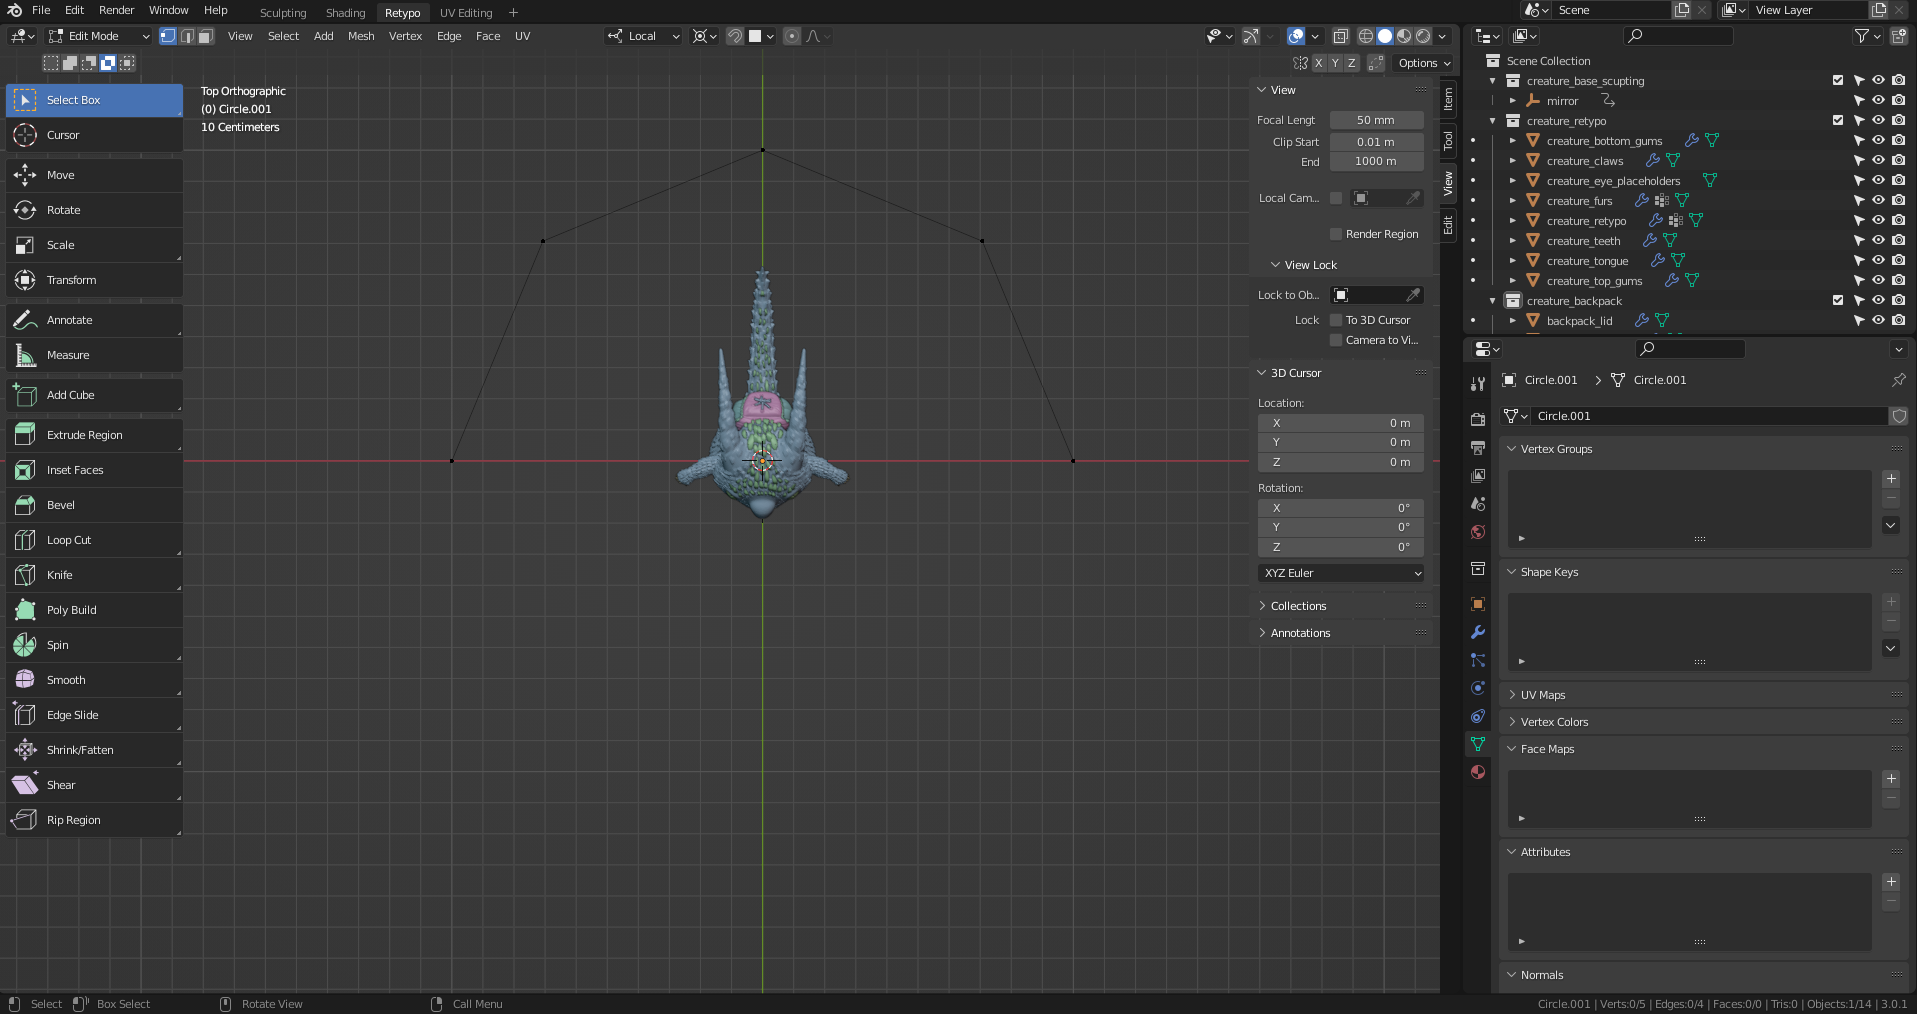 File Edit Render Window Help Sculpting Shading Retypo UV Editing + Scene View Layer
Edit Mode View Select Add Mesh Vertex Edge Face UV Local
X Y Z Options
Select Box
Cursor
Move
Rotate
Scale
Transform
Annotate
Measure
Add Cube
Extrude Region
Inset Faces
Bevel
Loop Cut
Knife
Poly Build
Spin
Smooth
Edge Slide
Shrink/Fatten
Shear
Rip Region
Top Orthographic
(0) Circle.001
10 Centimeters
View
Focal Lengt 50 mm
Clip Start 0.01 m
End 1000 m
Local Cam...
Render Region
View Lock
Lock to Ob...
Lock To 3D Cursor
Camera to Vi...
3D Cursor
Location:
X 0 m
Y 0 m
Z 0 m
Rotation:
X 0°
Y 0°
Z 0°
XYZ Euler
Collections
Annotations
Item
Tool
View
Edit
Scene Collection
creature_base_scupting
mirror
creature_retypo
creature_bottom_gums
creature_claws
creature_eye_placeholders
creature_furs
creature_retypo
creature_teeth
creature_tongue
creature_top_gums
creature_backpack
backpack_lid
Circle.001 Circle.001
Circle.001
Vertex Groups
Shape Keys
UV Maps
Vertex Colors
Face Maps
Attributes
Normals
Select Box Select Rotate View Call Menu
Circle.001 | Verts:0/5 | Edges:0/4 | Faces:0/0 | Tris:0 | Objects:1/14 | 3.0.1